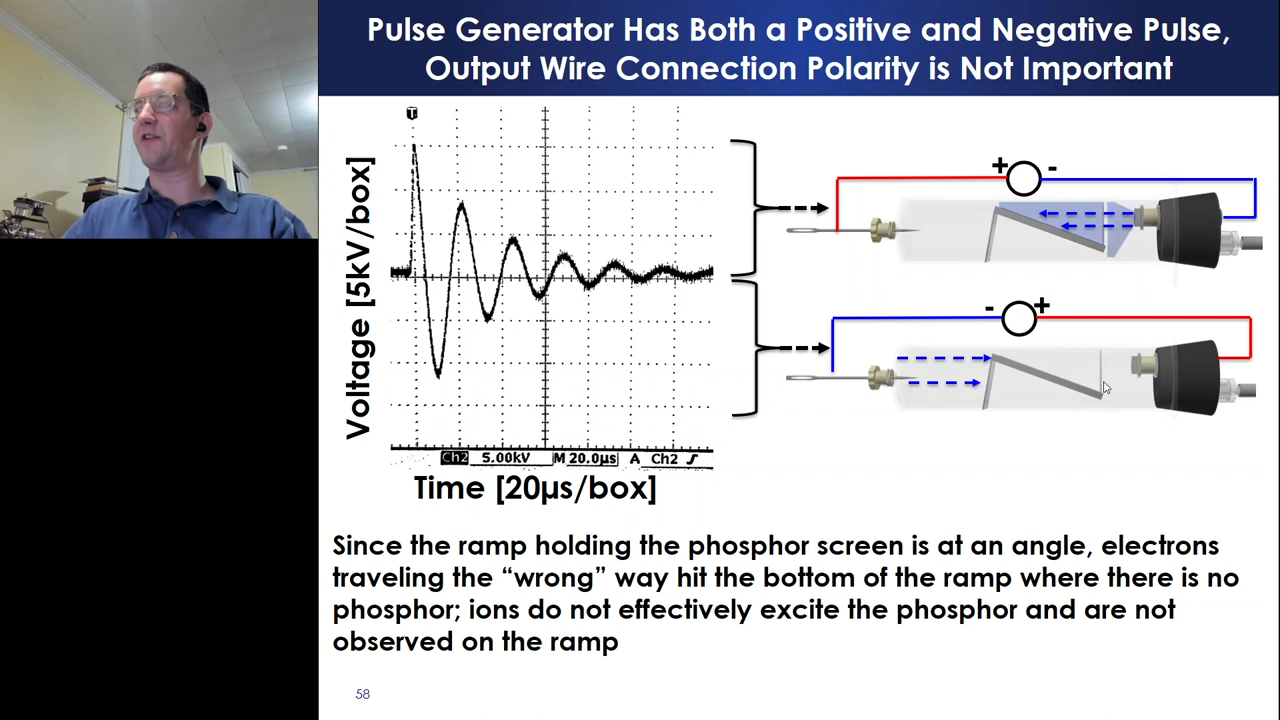 Pulse Generator Has Both a Positive and Negative Pulse,
Output Wire Connection Polarity is Not Important
T
Voltage [5kV/box]
Ch2 5.00kV M 20.0µs A Ch2
Time [20µs/box]
+ -
- +
Since the ramp holding the phosphor screen is at an angle, electrons
traveling the “wrong” way hit the bottom of the ramp where there is no
phosphor; ions do not effectively excite the phosphor and are not
observed on the ramp
58